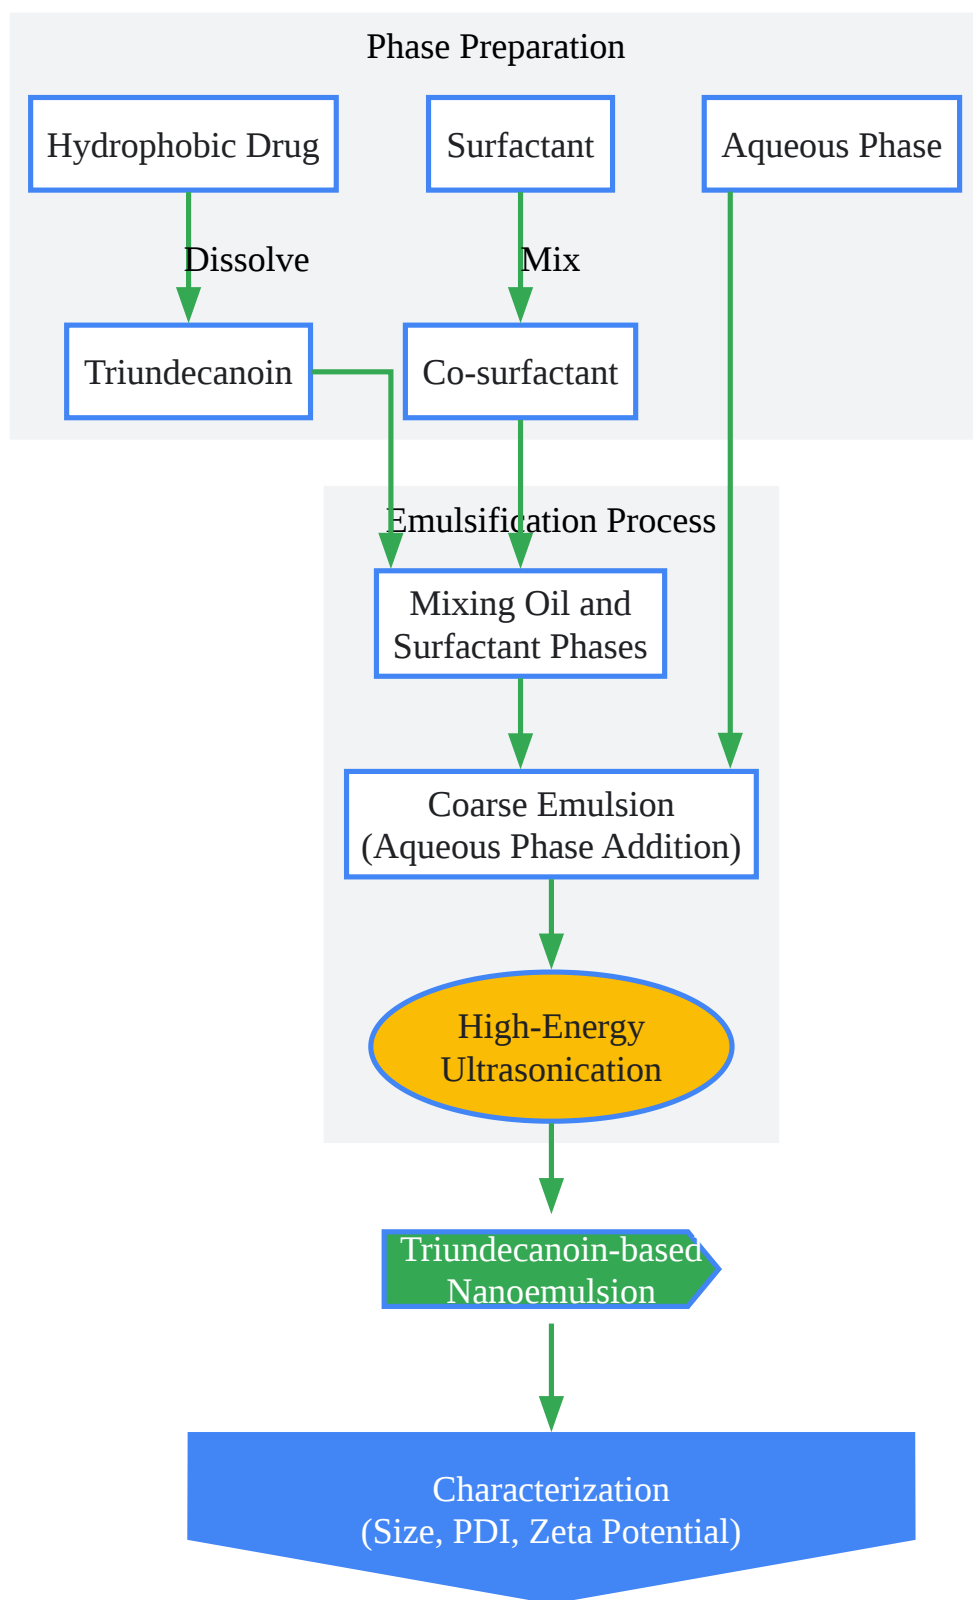 Phase Preparation
Hydrophobic Drug
Surfactant
Aqueous Phase
Dissolve
Mix
Triundecanoin
Co-surfactant
Emulsification Process
Mixing Oil and
Surfactant Phases
Coarse Emulsion
(Aqueous Phase Addition)
High-Energy
Ultrasonication
Triundecanoin-based
Nanoemulsion
Characterization
(Size, PDI, Zeta Potential)